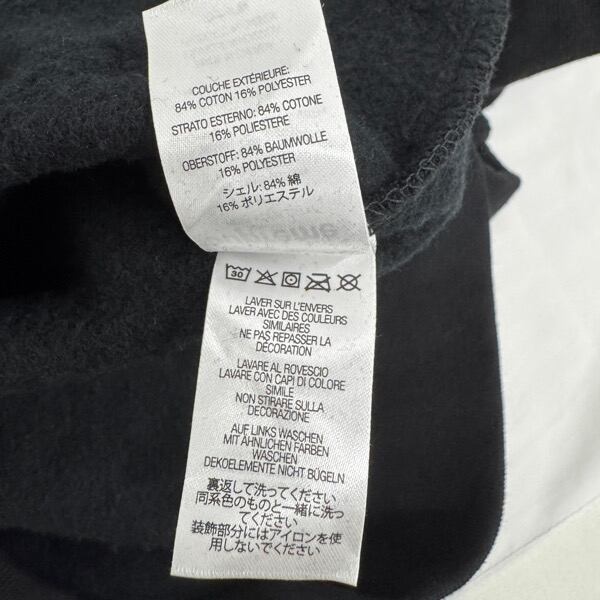 COUCHE EXTÉRIEURE:
84% COTON 16% POLYESTER
STRATO ESTERNO: 84% COTONE
16% POLIESTERE
OBERSTOFF: 84% BAUMWOLLE
16% POLYESTER
シェル: 84% 綿
16% ポリエステル
30
LAVER SUR L'ENVERS
LAVER AVEC DES COULEURS
SIMILAIRES
NE PAS REPASSER LA
DÉCORATION
LAVARE AL ROVESCIO
LAVARE CON CAPI DI COLORE
SIMILE
NON STIRARE SULLA
DECORAZIONE
AUF LINKS WASCHEN
MIT ÄHNLICHEN FARBEN
WASCHEN
DEKOELEMENTE NICHT BÜGELN
裏返して洗ってください
同系色のものと一緒に洗っ
てください
装飾部分にはアイロンを使
用しないでください